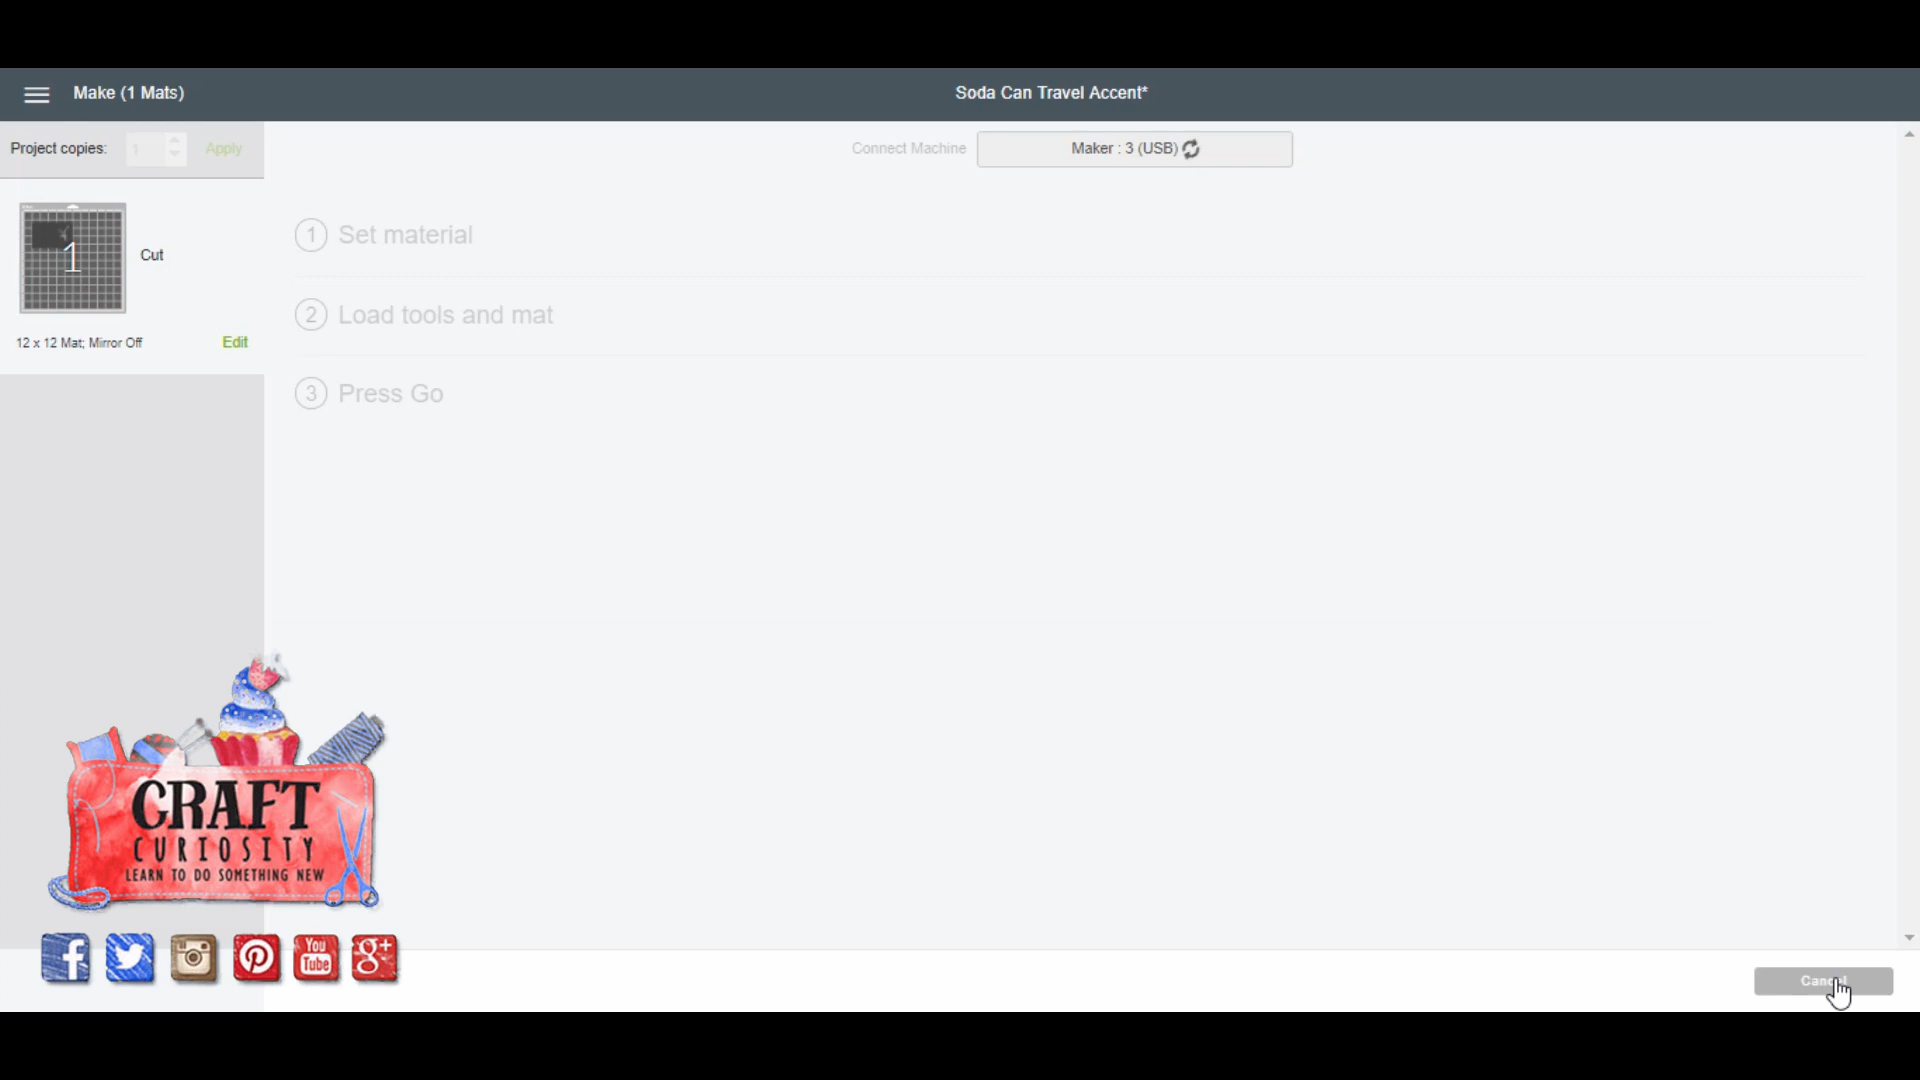 Make (1 Mats)
Soda Can Travel Accent*
Project copies: 1 Apply
Connect Machine Maker : 3 (USB)
1 Set material
1
Cut
2 Load tools and mat
12 x 12 Mat; Mirror Off Edit
3 Press Go
CRAFT
CURIOSITY
LEARN TO DO SOMETHING NEW
f
You
Tube
g+
Cancel